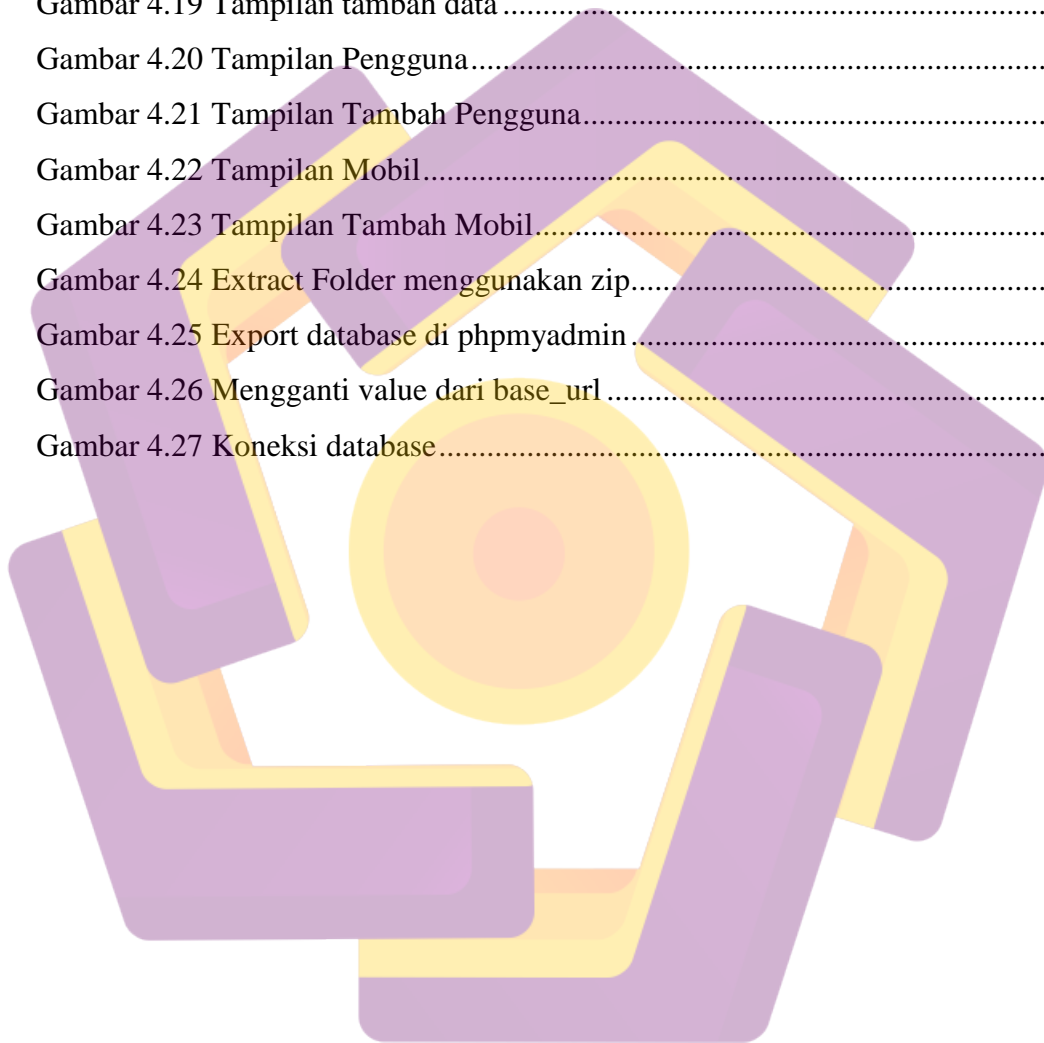 Gambar 4.19 Tampilan tambah data ........................................................................
Gambar 4.20 Tampilan Pengguna............................................................................
Gambar 4.21 Tampilan Tambah Pengguna.............................................................
Gambar 4.22 Tampilan Mobil..................................................................................
Gambar 4.23 Tampilan Tambah Mobil...................................................................
Gambar 4.24 Extract Folder menggunakan zip.......................................................
Gambar 4.25 Export database di phpmyadmin .......................................................
Gambar 4.26 Mengganti value dari base_url ..........................................................
Gambar 4.27 Koneksi database................................................................................